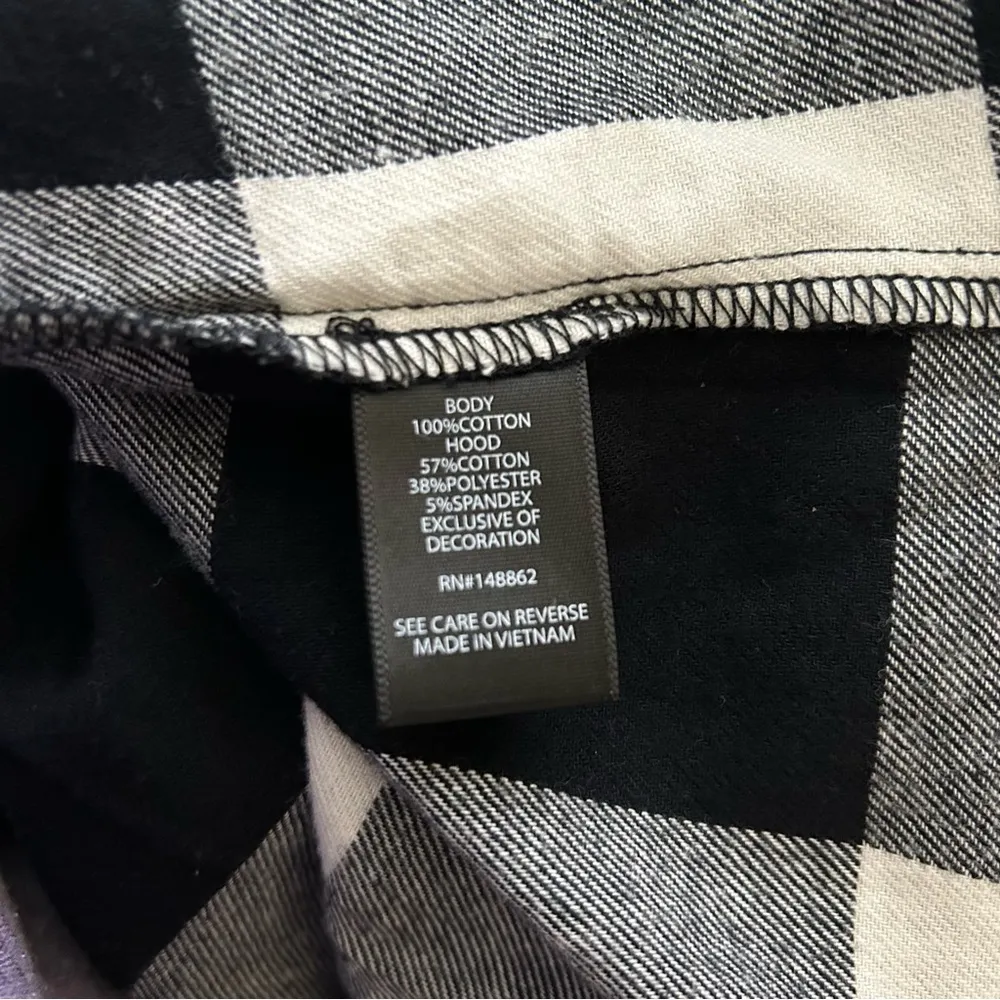 BODY
100%COTTON
HOOD
57%COTTON
38%POLYESTER
5%SPANDEX
EXCLUSIVE OF
DECORATION
RN#148862
SEE CARE ON REVERSE
MADE IN VIETNAM